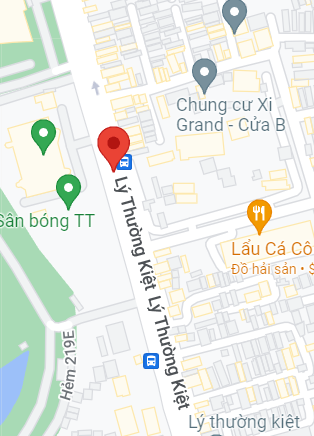 Chung cư Xi
Grand - Cửa B
Lý Thường Kiệt
Sân bóng TT
Lẩu Cá Cô
Đồ hải sản • S
Lý Thường Kiệt
Hẻm 219E
Lý thường kiệt